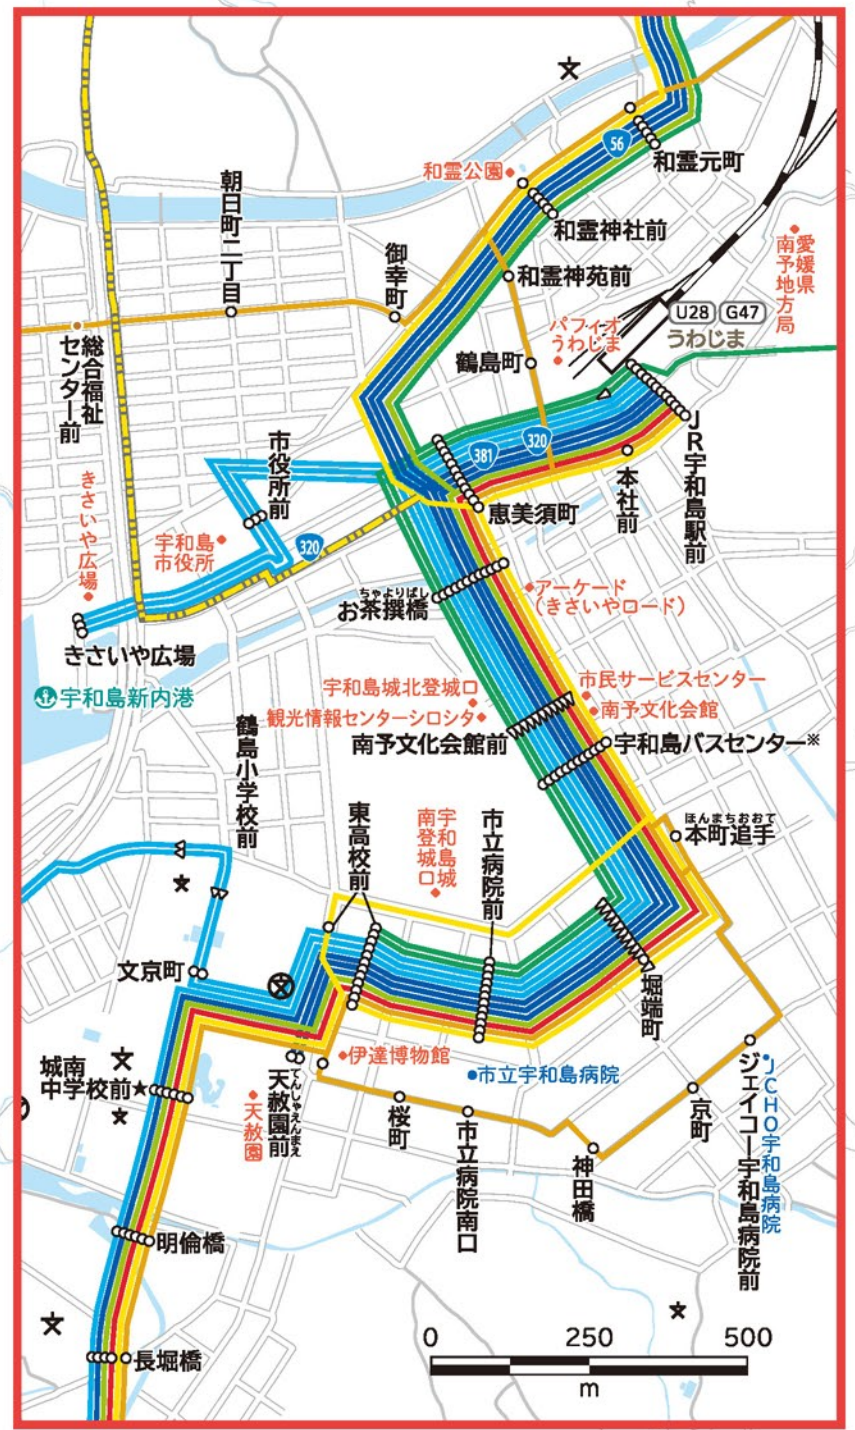 56
和霊元町
和霊公園
朝日町二丁目
和霊神社前
御幸町
和霊神苑前
愛媛県
南予地方局
U28 G47
うわじま
パフィオ
うわじま
鶴島町
総合福祉
センター前
市役所前
381
320
本社前
JR宇和島駅前
恵美須町
きさいや広場
宇和島
市役所
320
アーケード
(きさいやロード)
ちゃよりばし
お茶撰橋
きさいや広場
宇和島新内港
宇和島城北登城口
観光情報センターシロシタ
市民サービスセンター
南予文化会館
南予文化会館前
宇和島バスセンター※
鶴島小学校前
ほんまちおおて
本町追手
東高校前
宇和島城
南登城口
市立病院前
文京町
堀端町
城南
中学校前★
伊達博物館
市立宇和島病院
天赦園
天赦園前
てんしゃえんまえ
桜町
市立病院南口
神田橋
京町
ジェイコー宇和島病院前
JCHO宇和島病院
明倫橋
長堀橋
0 250 500
m